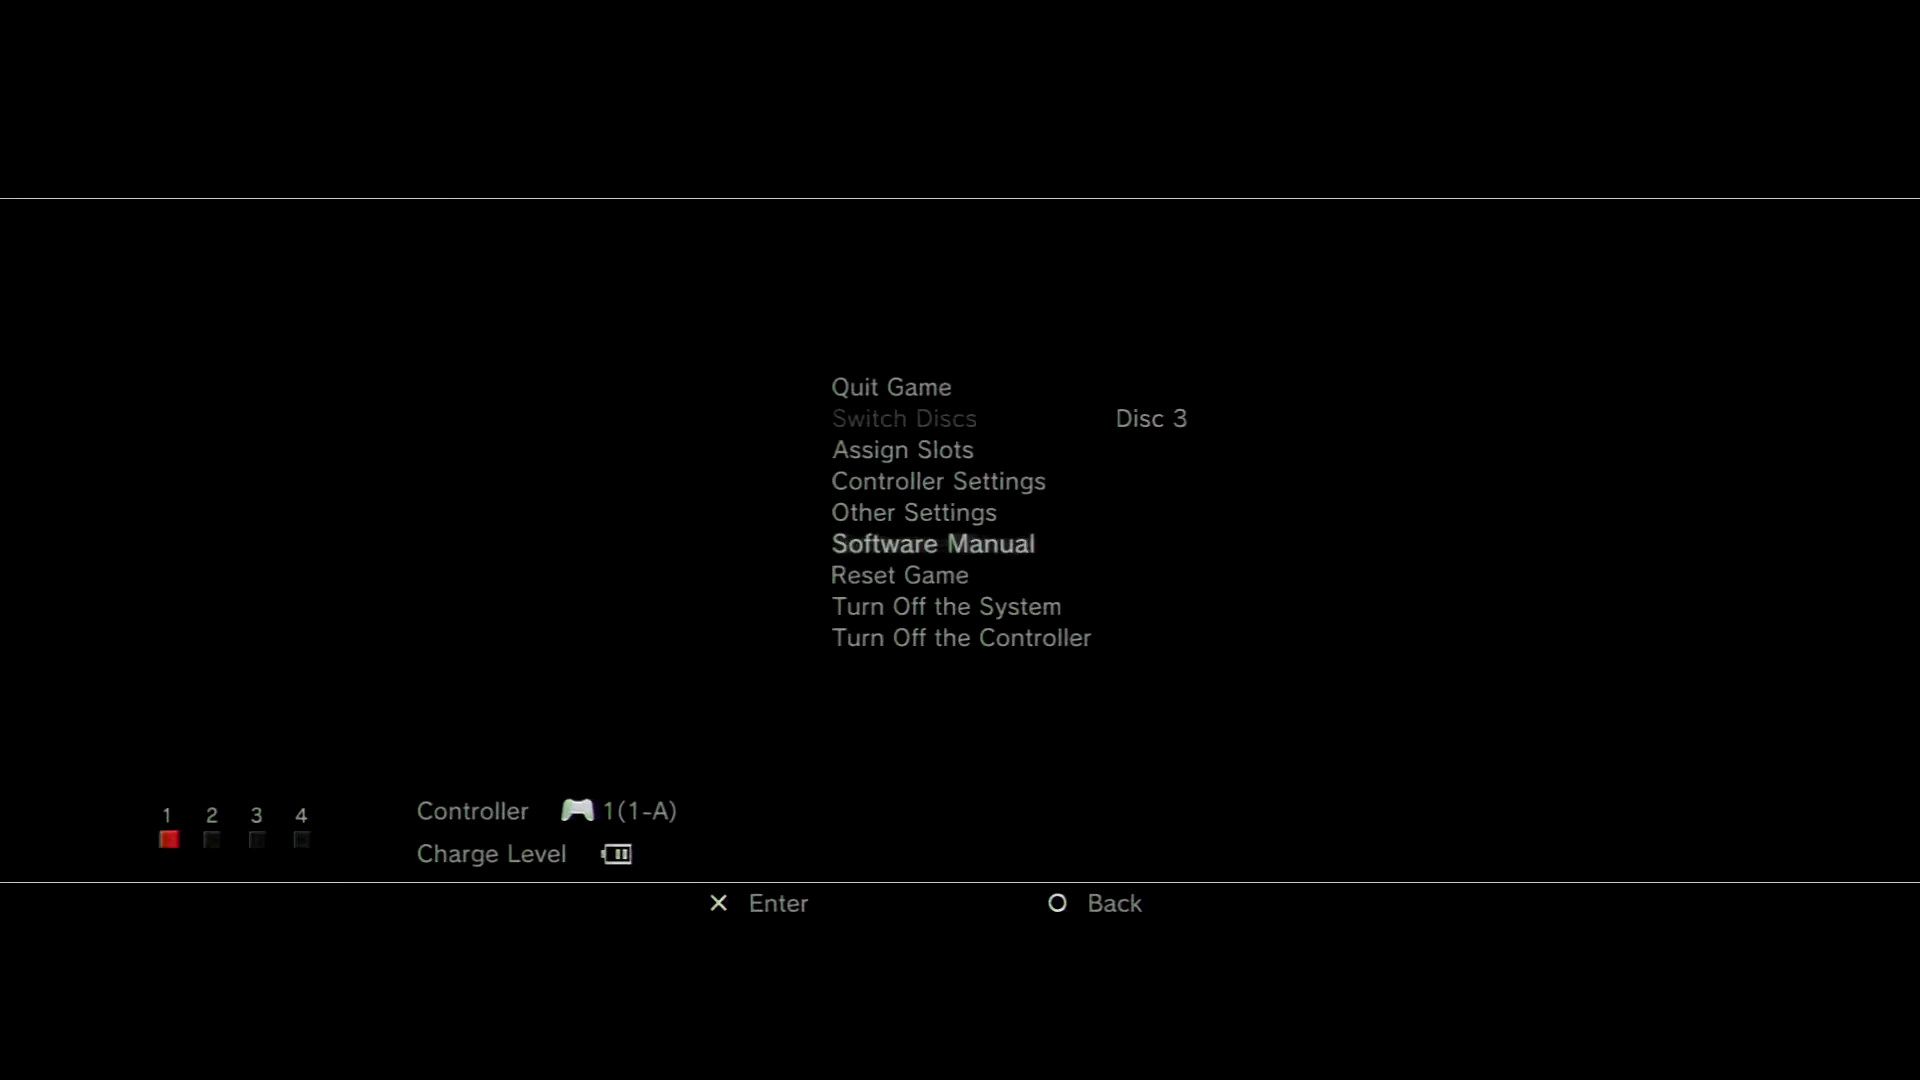 Quit Game
Switch Discs Disc 3
Assign Slots
Controller Settings
Other Settings
Software Manual
Reset Game
Turn Off the System
Turn Off the Controller
1 2 3 4
Controller 1(1-A)
Charge Level
Enter Back